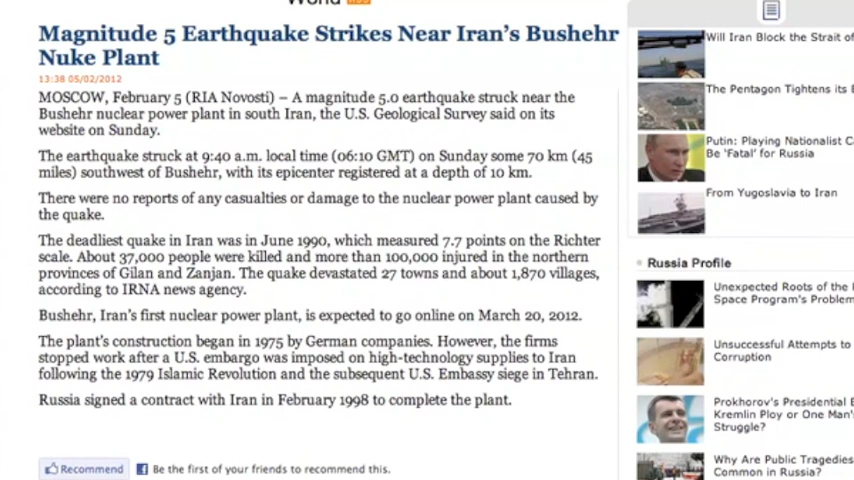 World RSS
Magnitude 5 Earthquake Strikes Near Iran's Bushehr
Nuke Plant
13:38 05/02/2012
MOSCOW, February 5 (RIA Novosti) – A magnitude 5.0 earthquake struck near the
Bushehr nuclear power plant in south Iran, the U.S. Geological Survey said on its
website on Sunday.
The earthquake struck at 9:40 a.m. local time (06:10 GMT) on Sunday some 70 km (45
miles) southwest of Bushehr, with its epicenter registered at a depth of 10 km.
There were no reports of any casualties or damage to the nuclear power plant caused by
the quake.
The deadliest quake in Iran was in June 1990, which measured 7.7 points on the Richter
scale. About 37,000 people were killed and more than 100,000 injured in the northern
provinces of Gilan and Zanjan. The quake devastated 27 towns and about 1,870 villages,
according to IRNA news agency.
Bushehr, Iran's first nuclear power plant, is expected to go online on March 20, 2012.
The plant's construction began in 1975 by German companies. However, the firms
stopped work after a U.S. embargo was imposed on high-technology supplies to Iran
following the 1979 Islamic Revolution and the subsequent U.S. Embassy siege in Tehran.
Russia signed a contract with Iran in February 1998 to complete the plant.
Recommend Be the first of your friends to recommend this.
Will Iran Block the Strait of
The Pentagon Tightens its
Putin: Playing Nationalist
Be 'Fatal' for Russia
From Yugoslavia to Iran
Russia Profile
Unexpected Roots of the
Space Program's Problem
Unsuccessful Attempts to
Corruption
Prokhorov's Presidential
Kremlin Ploy or One Man's
Struggle?
Why Are Public Tragedies
Common in Russia?